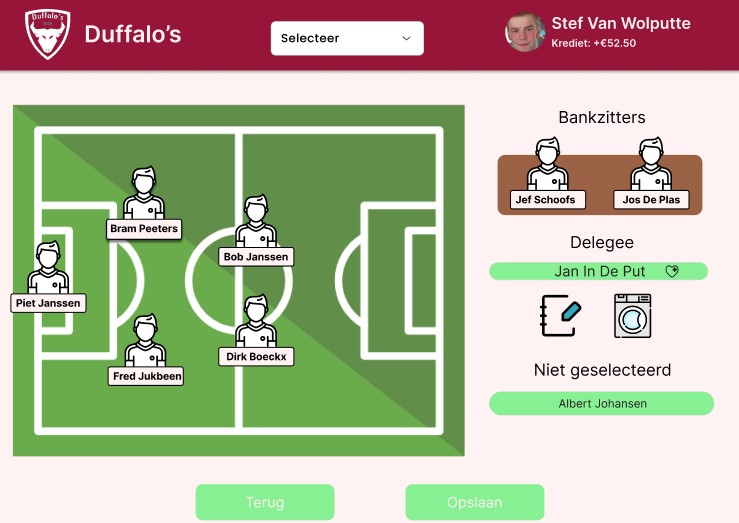 Duffalo's
Duffalo's
Selecteer
Stef Van Wolputte
Krediet: +€52.50
Bankzitters
Jef Schoofs
Jos De Plas
Delegee
Jan In De Put
Niet geselecteerd
Albert Johansen
Bram Peeters
Bob Janssen
Piet Janssen
Dirk Boeckx
Fred Jukbeen
Terug
Opslaan